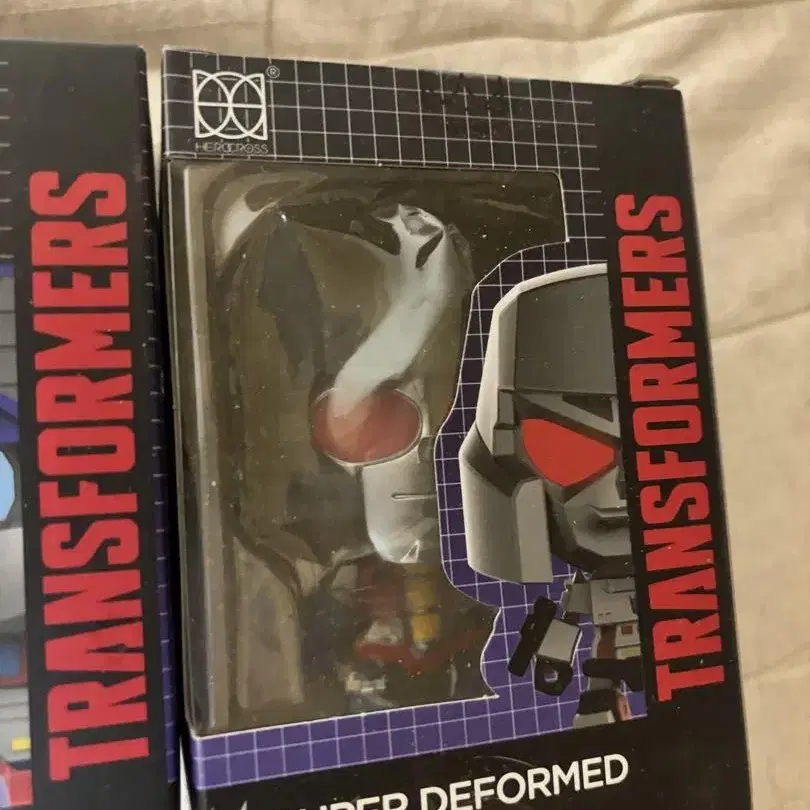 TRANSFORMERS
®
HEROCROSS
TRANSFORMERS
SUPER DEFORMED